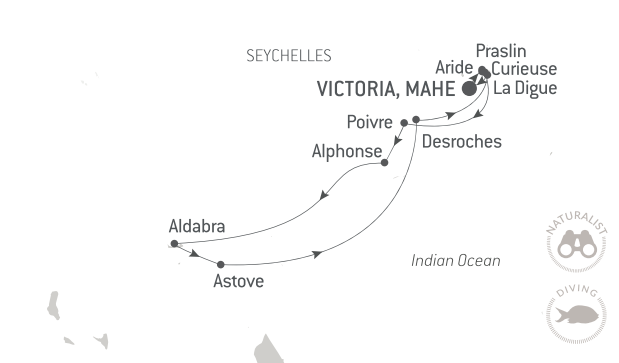 Praslin
SEYCHELLES
Aride
Curieuse
VICTORIA, MAHE
La Digue
Poivre
Desroches
Alphonse
Aldabra
NATURALIST
Indian Ocean
Astove
DIVING